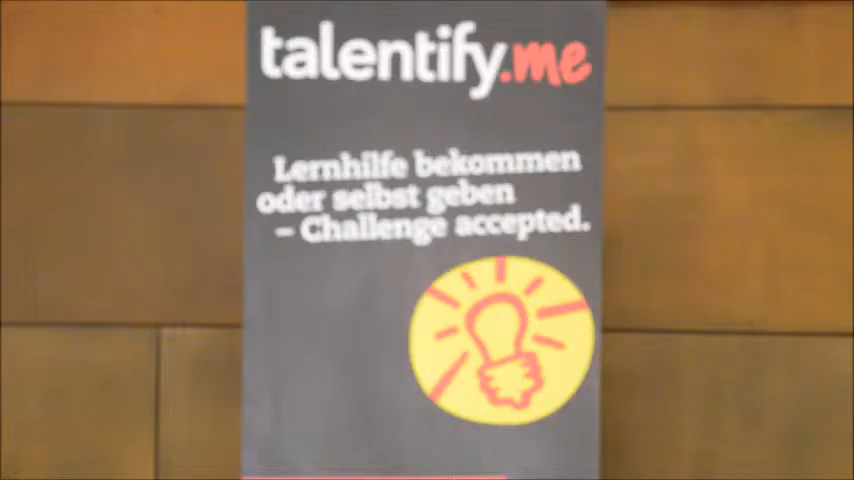 talentify.me
Lernhilfe bekommen
oder selbst geben
– Challenge accepted.